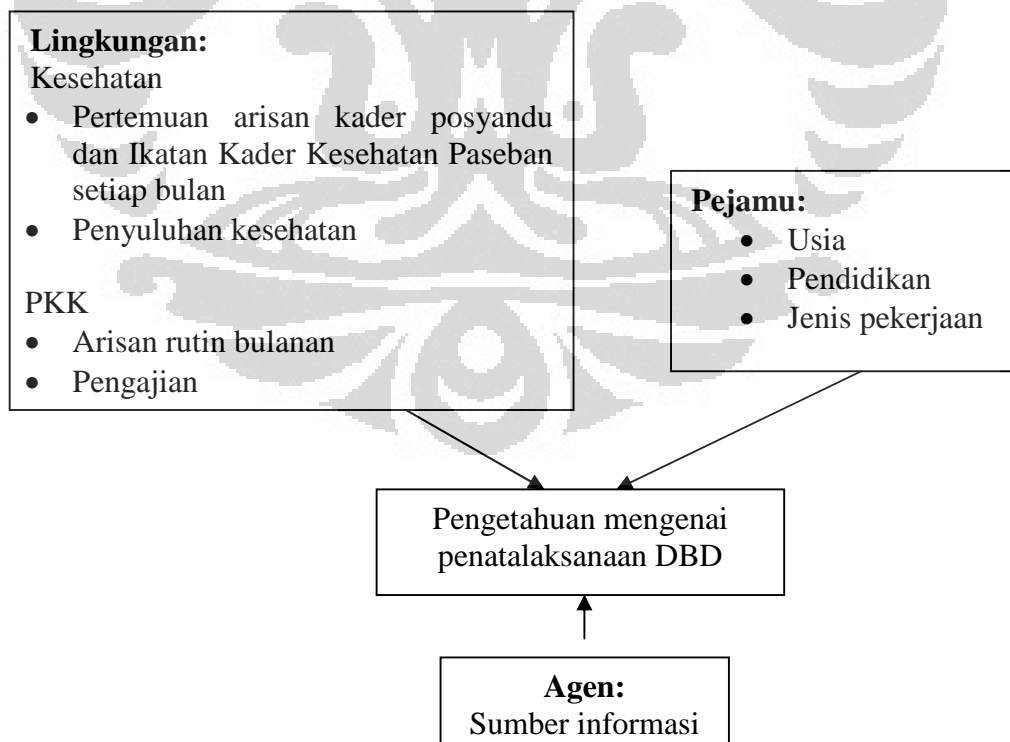 Lingkungan:
Kesehatan
• Pertemuan arisan kader posyandu
dan Ikatan Kader Kesehatan Paseban
setiap bulan
• Penyuluhan kesehatan
PKK
• Arisan rutin bulanan
• Pengajian
Pejamu:
• Usia
• Pendidikan
• Jenis pekerjaan
Pengetahuan mengenai
penatalaksanaan DBD
Agen:
Sumber informasi